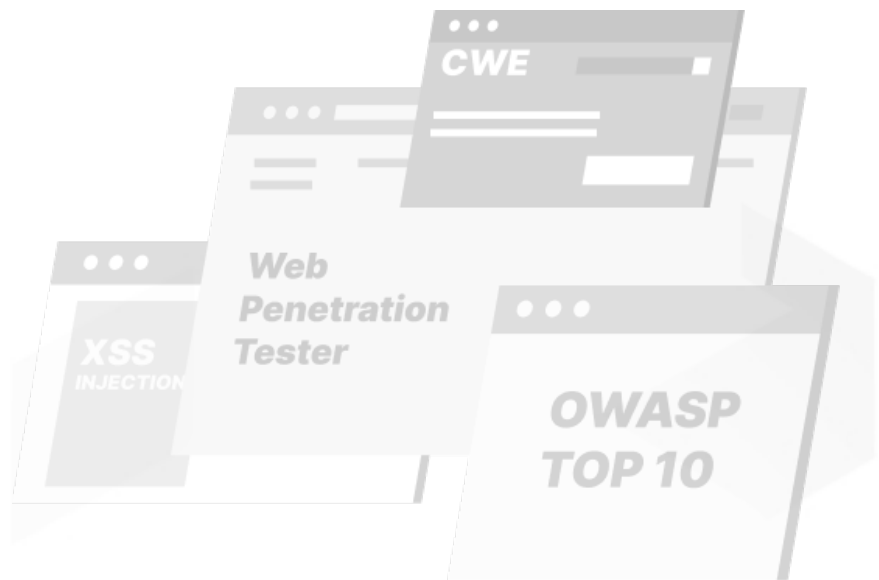 CWE
Web
Penetration
Tester
XSS
INJECTION
OWASP
TOP 10